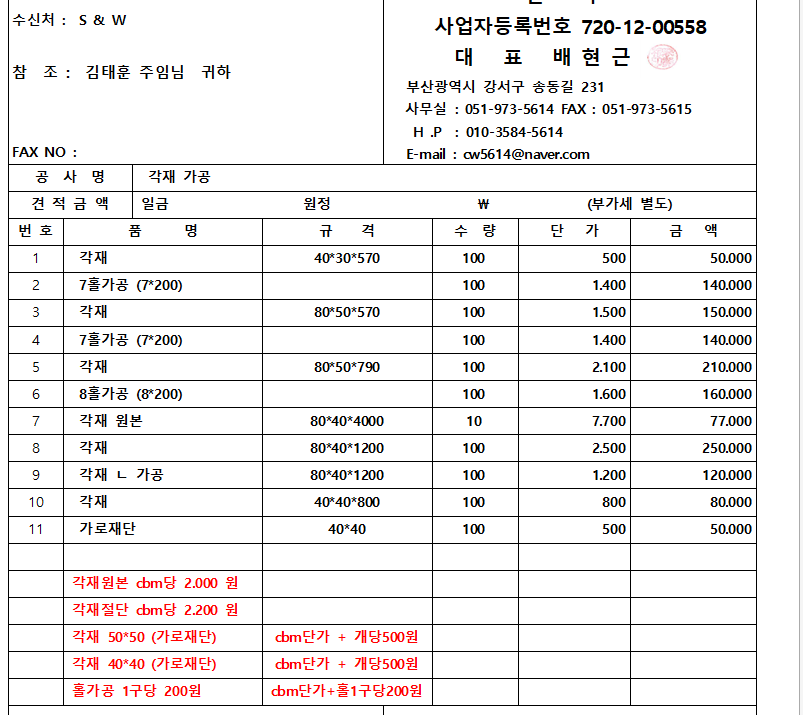 수신처 : S & W
사업자등록번호 720-12-00558
대 표 배 현 근
참 조 : 김태훈 주임님 귀하
부산광역시 강서구 송동길 231
사무실 : 051-973-5614 FAX : 051-973-5615
H .P : 010-3584-5614
FAX NO :
E-mail : cw5614@naver.com
공 사 명 각재 가공
견 적 금 액 일금 원정 ₩ (부가세 별도)
번 호 품 명 규 격 수 량 단 가 금 액
1 각재 40*30*570 100 500 50.000
2 7홀가공 (7*200) 100 1.400 140.000
3 각재 80*50*570 100 1.500 150.000
4 7홀가공 (7*200) 100 1.400 140.000
5 각재 80*50*790 100 2.100 210.000
6 8홀가공 (8*200) 100 1.600 160.000
7 각재 원본 80*40*4000 10 7.700 77.000
8 각재 80*40*1200 100 2.500 250.000
9 각재 ㄴ 가공 80*40*1200 100 1.200 120.000
10 각재 40*40*800 100 800 80.000
11 가로재단 40*40 100 500 50.000
각재원본 cbm당 2.000 원
각재절단 cbm당 2.200 원
각재 50*50 (가로재단) cbm단가 + 개당500원
각재 40*40 (가로재단) cbm단가 + 개당500원
홀가공 1구당 200원 cbm단가+홀1구당200원